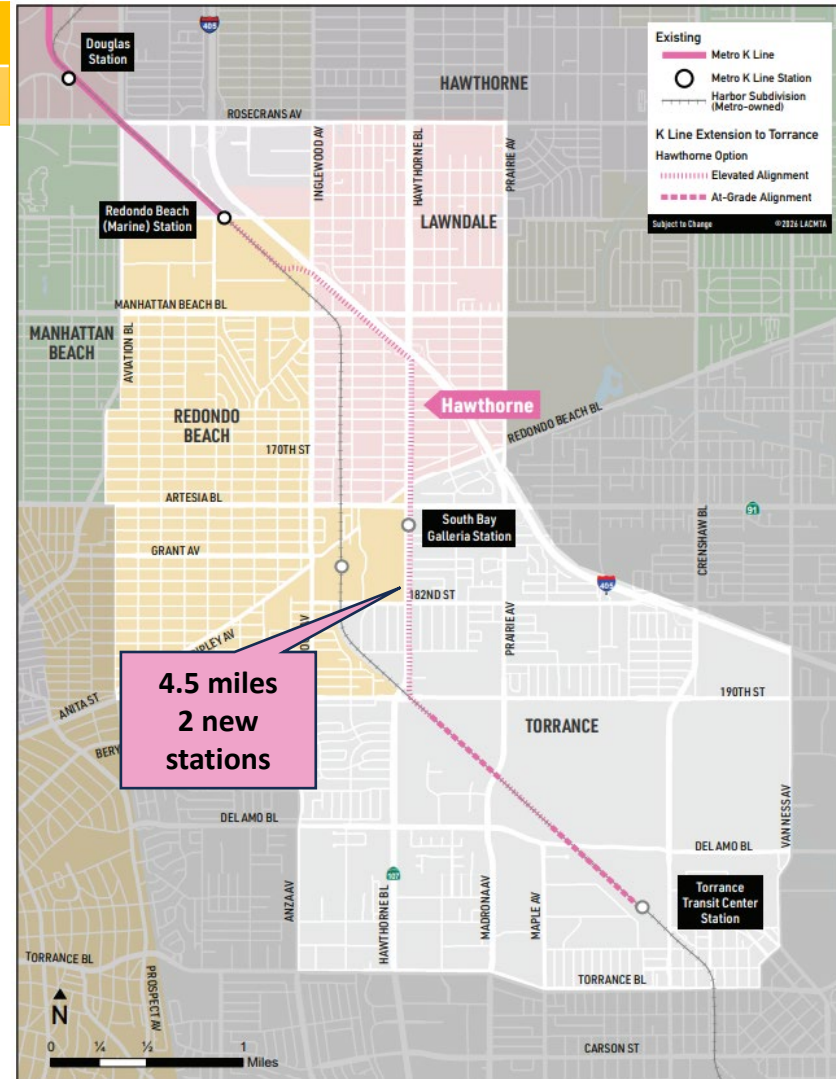 Douglas
Station
405
HAWTHORNE
ROSECRANS AV
INGLEWOOD AV
HAWTHORNE BL
PRAIRIE AV
Existing
Metro K Line
Metro K Line Station
Harbor Subdivision
(Metro-owned)
K Line Extension to Torrance
Hawthorne Option
Elevated Alignment
At-Grade Alignment
Subject to Change
©2026 LACMTA
Redondo Beach
(Marine) Station
LAWNDALE
MANHATTAN BEACH BL
MANHATTAN
BEACH
AVIATION BL
Hawthorne
REDONDO
BEACH
REDONDO BEACH BL
170TH ST
ARTESIA BL
South Bay
Galleria Station
91
CRENSHAW BL
GRANT AV
405
182ND ST
PRAIRIE AV
RIPLEY AV
4.5 miles
2 new
stations
ANITA ST
190TH ST
TORRANCE
BERY
DEL AMO BL
DEL AMO BL
VAN NESS AV
107
ANZA AV
HAWTHORNE BL
MADRONA AV
MAPLE AV
Torrance
Transit Center
Station
TORRANCE BL
PROSPECT AV
TORRANCE BL
N
0 ¼ ½ 1
Miles
CARSON ST